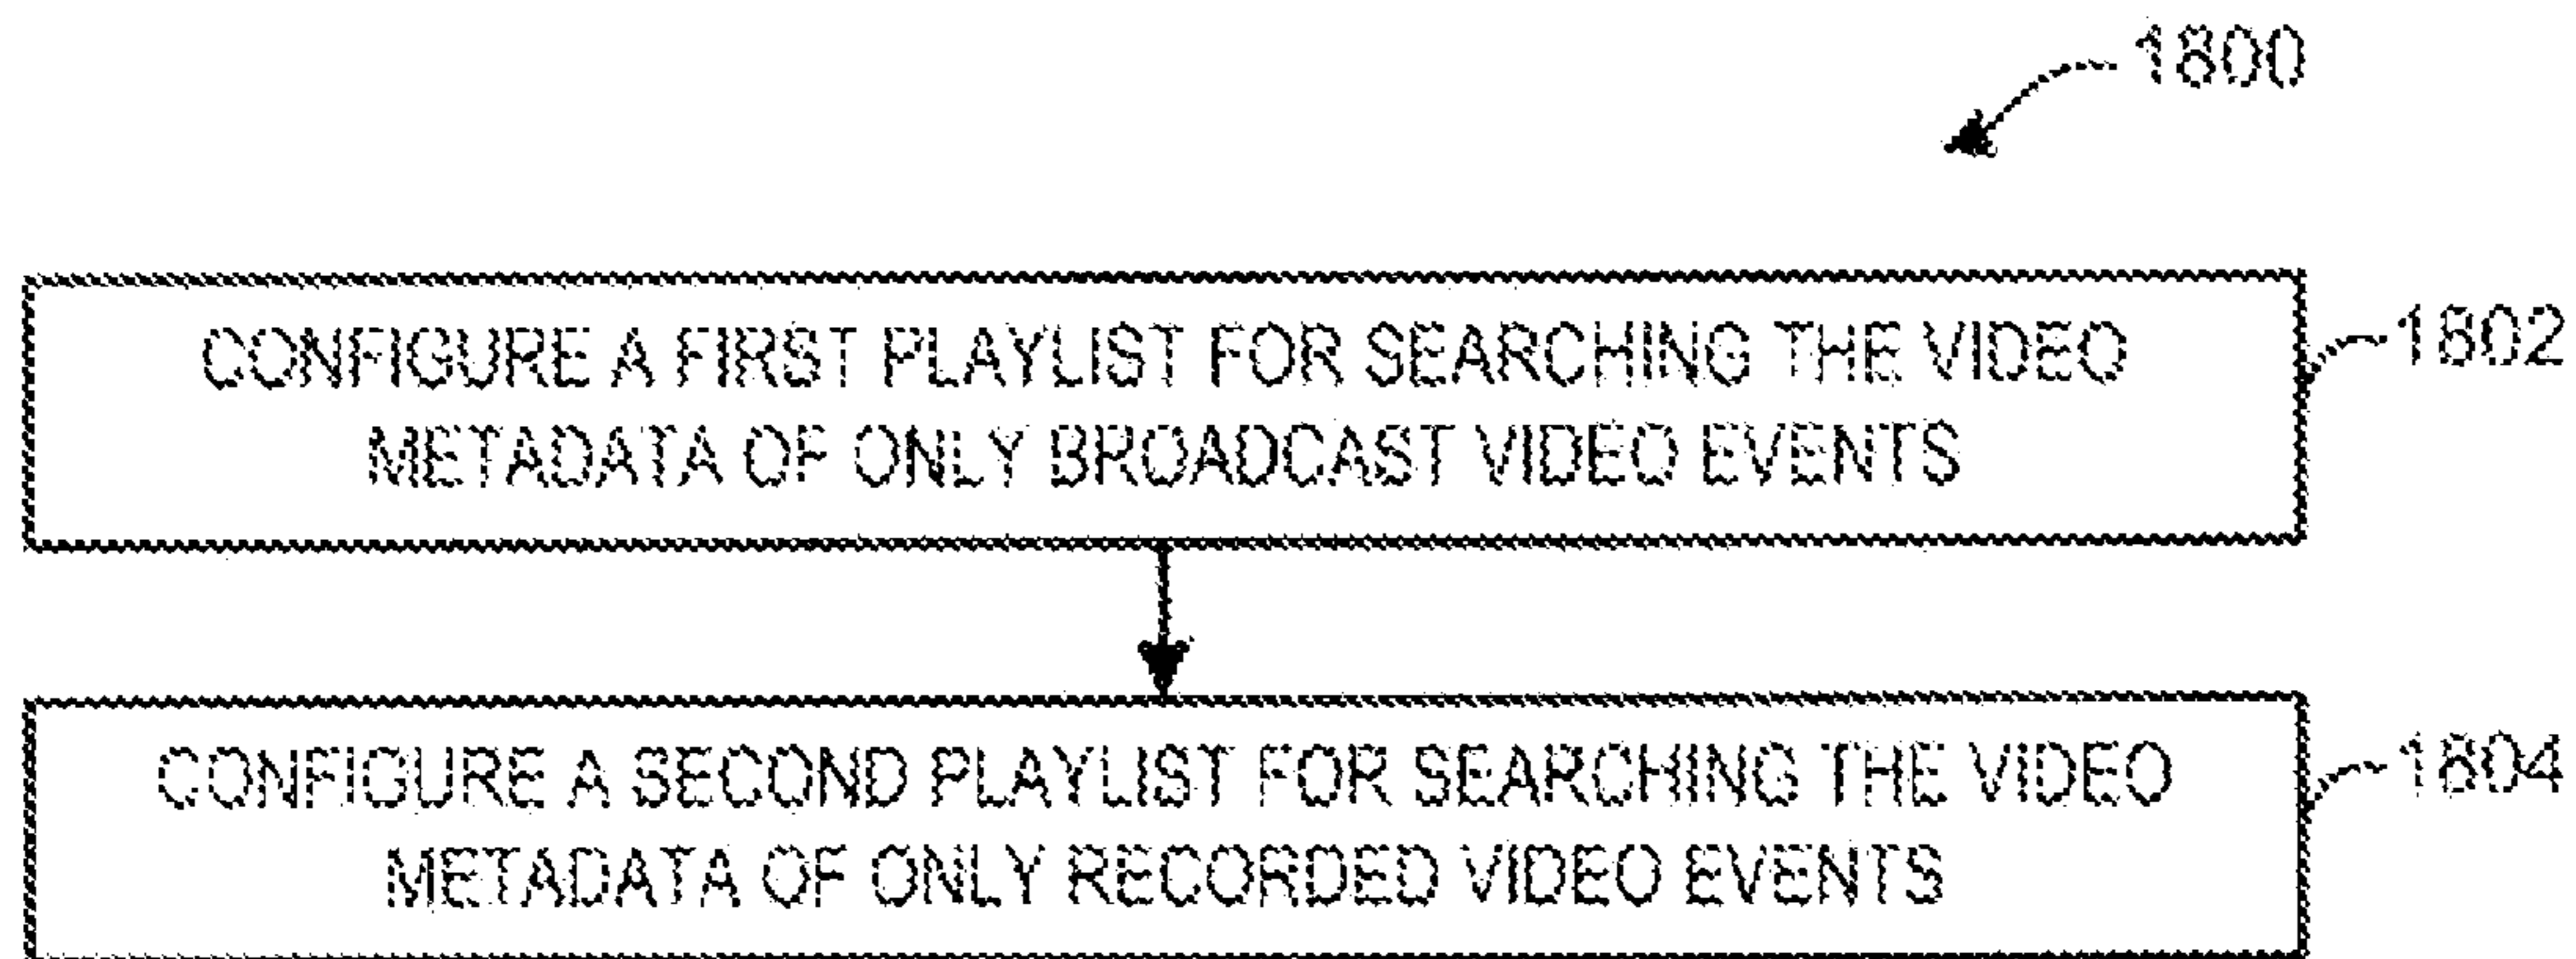 1800
CONFIGURE A FIRST PLAYLIST FOR SEARCHING THE VIDEO
METADATA OF ONLY BROADCAST VIDEO EVENTS
1802
CONFIGURE A SECOND PLAYLIST FOR SEARCHING THE VIDEO
METADATA OF ONLY RECORDED VIDEO EVENTS
1804